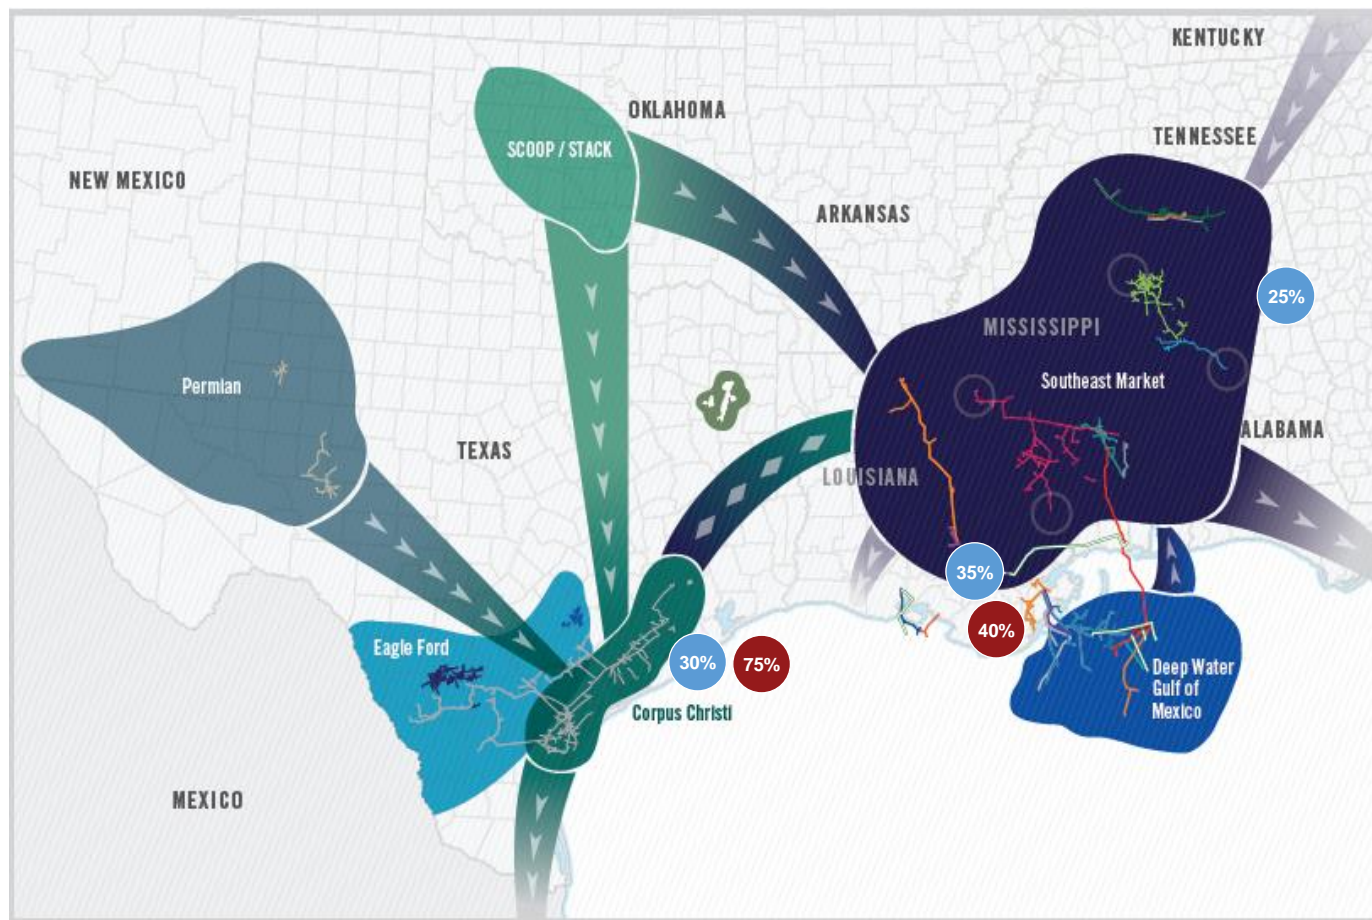 KENTUCKY
OKLAHOMA
TENNESSEE
SCOOP / STACK
NEW MEXICO
ARKANSAS
25%
MISSISSIPPI
Permian
Southeast Market
TEXAS
ALABAMA
LOUISIANA
35%
40%
Eagle Ford
30%
75%
Deep Water
Gulf of
Mexico
Corpus Christi
MEXICO